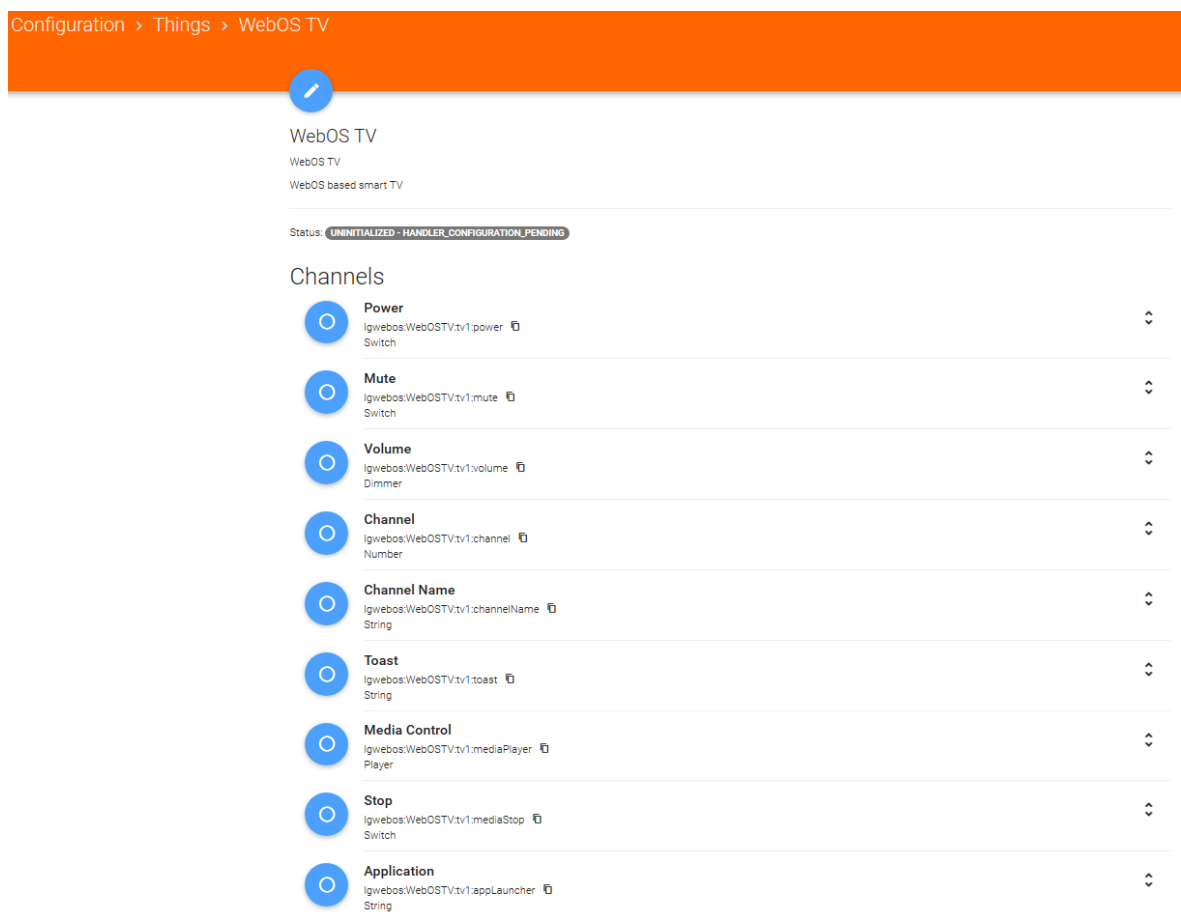 Configuration > Things > WebOS TV
WebOS TV
WebOS TV
WebOS based smart TV
Status: UNINITIALIZED - HANDLER_CONFIGURATION_PENDING
Channels
Power
lgwebos:WebOSTV:tv1:power
Switch
Mute
lgwebos:WebOSTV:tv1:mute
Switch
Volume
lgwebos:WebOSTV:tv1:volume
Dimmer
Channel
lgwebos:WebOSTV:tv1:channel
Number
Channel Name
lgwebos:WebOSTV:tv1:channelName
String
Toast
lgwebos:WebOSTV:tv1:toast
String
Media Control
lgwebos:WebOSTV:tv1:mediaPlayer
Player
Stop
lgwebos:WebOSTV:tv1:mediaStop
Switch
Application
lgwebos:WebOSTV:tv1:appLauncher
String